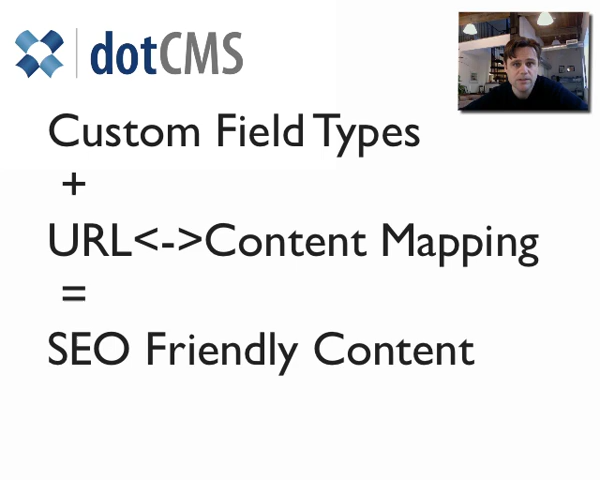 dotCMS
Custom Field Types
+
URL<->Content Mapping
=
SEO Friendly Content